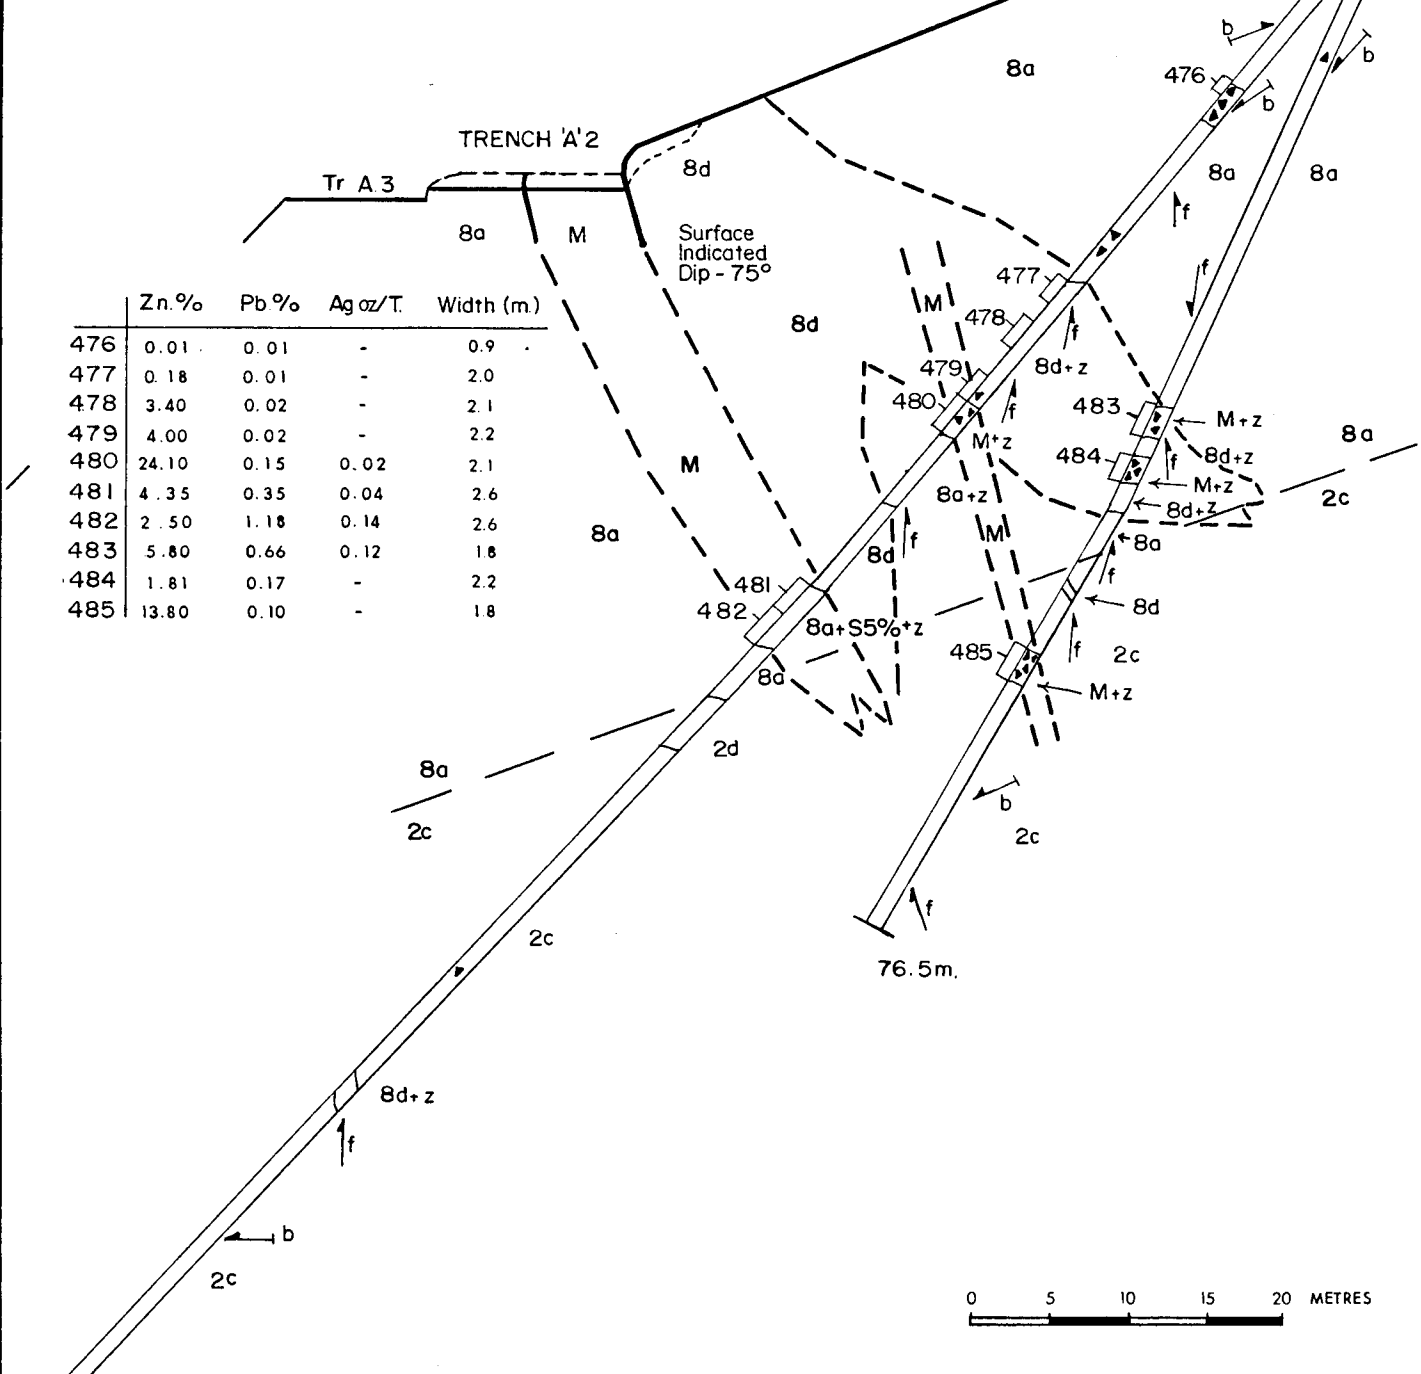 b
b
8a
476
b
TRENCH 'A' 2
8d
8a
8a
Tr A.3
f
8a
M
Surface
Indicated
Dip - 75°
f
477
M
478
8d
f
8d+z
479
480
f
483
M+z
8a
M+z
484
f
8d+z
M
8a+z
M+z
2c
8d+z
8a
M
f
8a
8d
f
481
8d
482
8a+S5%+z
485
f
2c
8a
M+z
2d
8a
b
2c
2c
f
2c
76.5m.
8d+z
f
b
2c
Zn.% Pb.% Ag oz/T. Width (m.)
476 0.01 0.01 - 0.9
477 0.18 0.01 - 2.0
478 3.40 0.02 - 2.1
479 4.00 0.02 - 2.2
480 24.10 0.15 0.02 2.1
481 4.35 0.35 0.04 2.6
482 2.50 1.18 0.14 2.6
483 5.80 0.66 0.12 1.8
484 1.81 0.17 - 2.2
485 13.80 0.10 - 1.8
0 5 10 15 20 METRES